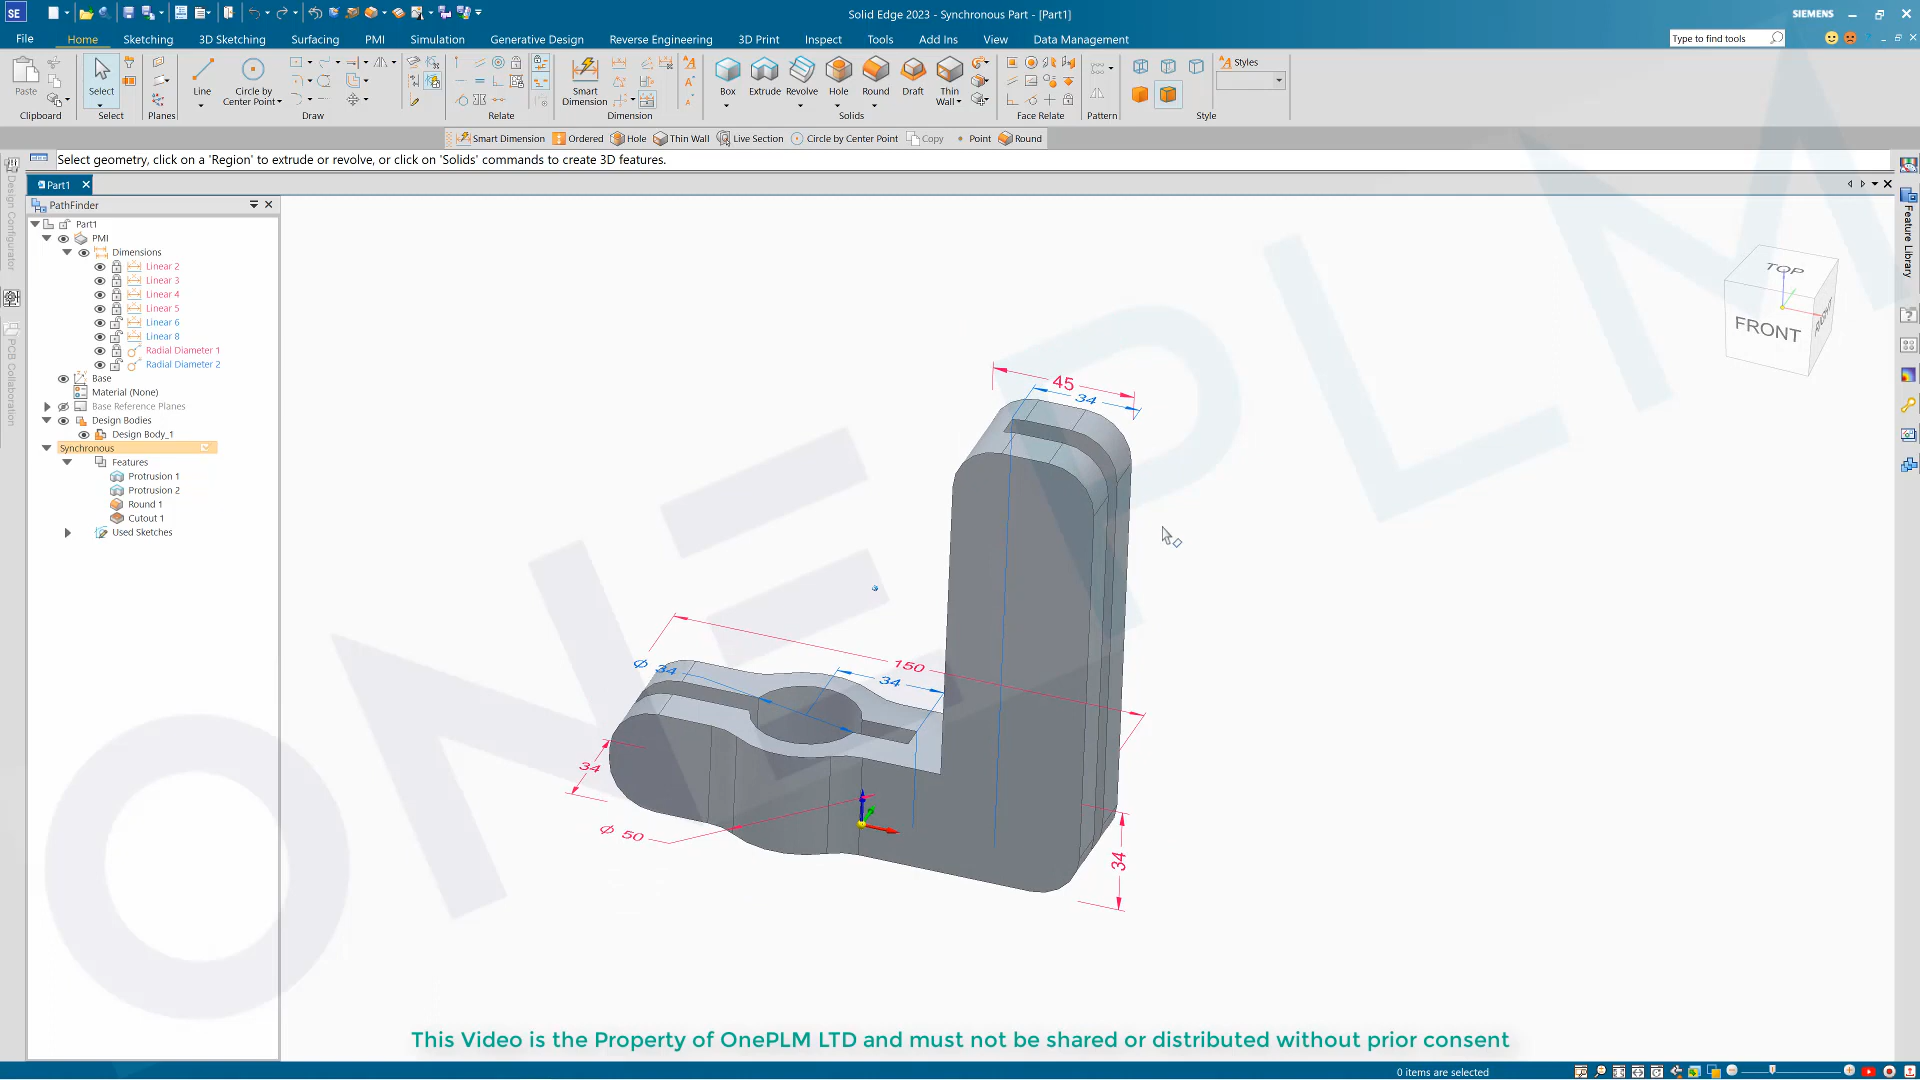 SE
Solid Edge 2023 - Synchronous Part - [Part1]
SIEMENS
File
Home
Sketching
3D Sketching
Surfacing
PMI
Simulation
Generative Design
Reverse Engineering
3D Print
Inspect
Tools
Add Ins
View
Data Management
Type to find tools
Paste
Select
Line
Circle by
Center Point
Smart
Dimension
Box
Extrude
Revolve
Hole
Round
Draft
Thin
Wall
Styles
Clipboard
Select
Planes
Draw
Relate
Dimension
Solids
Face Relate
Pattern
Style
Smart Dimension
Ordered
Hole
Thin Wall
Live Section
Circle by Center Point
Copy
Point
Round
Select geometry, click on a 'Region' to extrude or revolve, or click on 'Solids' commands to create 3D features.
Part1
PathFinder
Part1
PMI
Dimensions
Linear 2
Linear 3
Linear 4
Linear 5
Linear 6
Linear 8
Radial Diameter 1
Radial Diameter 2
Base
Material (None)
Base Reference Planes
Design Bodies
Design Body_1
Synchronous
Features
Protrusion 1
Protrusion 2
Round 1
Cutout 1
Used Sketches
Design Configurator
PCB Collaboration
Feature Library
TOP
FRONT
RIGHT
45
34
150
34
ϕ 34
34
ϕ 50
34
ONEPLM
This Video is the Property of OnePLM LTD and must not be shared or distributed without prior consent
0 items are selected